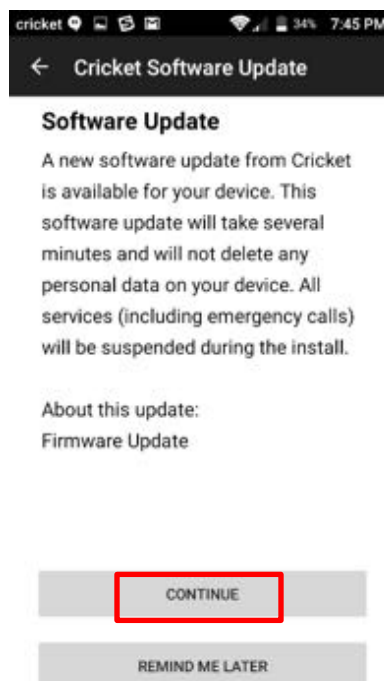 cricket 34% 7:45 PM
Cricket Software Update
Software Update
A new software update from Cricket
is available for your device. This
software update will take several
minutes and will not delete any
personal data on your device. All
services (including emergency calls)
will be suspended during the install.
About this update:
Firmware Update
CONTINUE
REMIND ME LATER